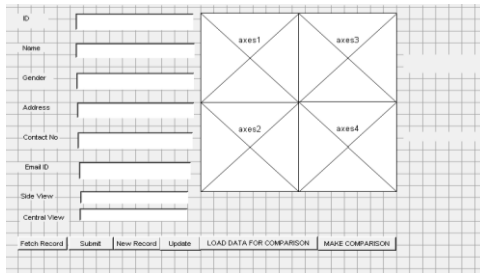 ID
axes1
axes3
Name
Gender
Address
axes2
axes4
Contact No
Email ID
Side View
Central View
Fetch Record
Submit
New Record
Update
LOAD DATA FOR COMPARISON
MAKE COMPARISON